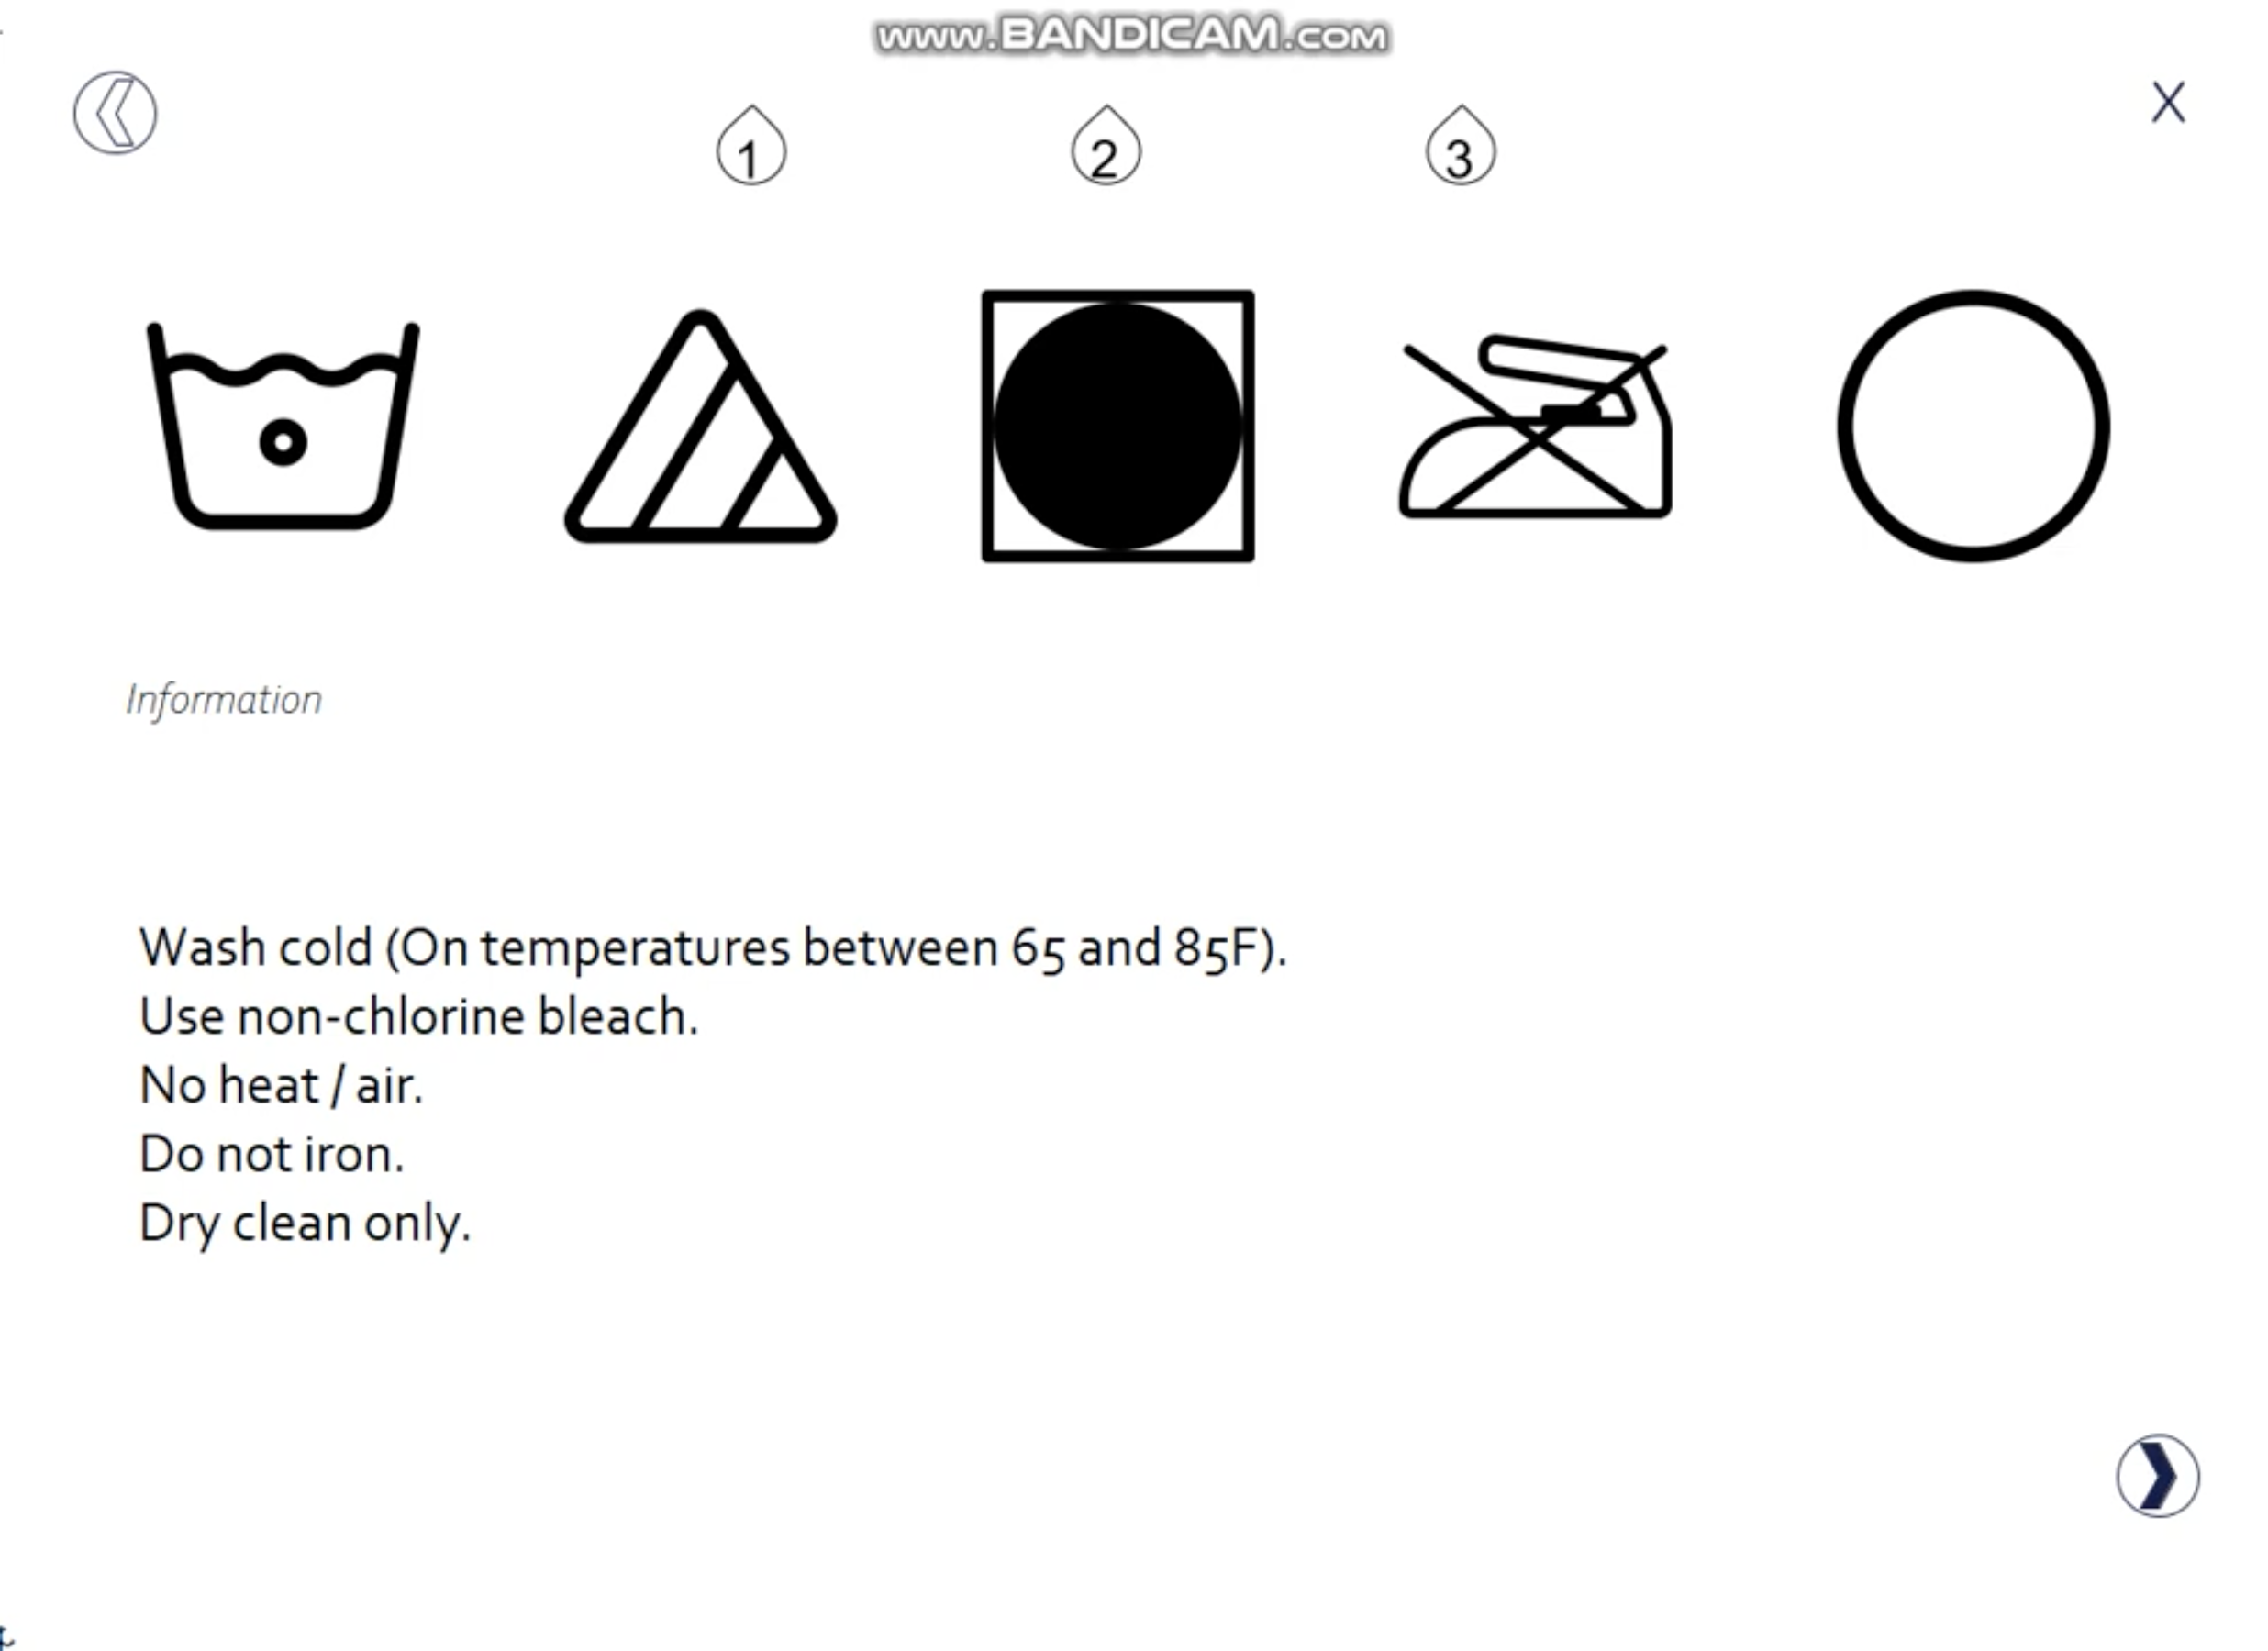 www.BANDICAM.com
1 2 3
Information
Wash cold (On temperatures between 65 and 85F).
Use non-chlorine bleach.
No heat / air.
Do not iron.
Dry clean only.